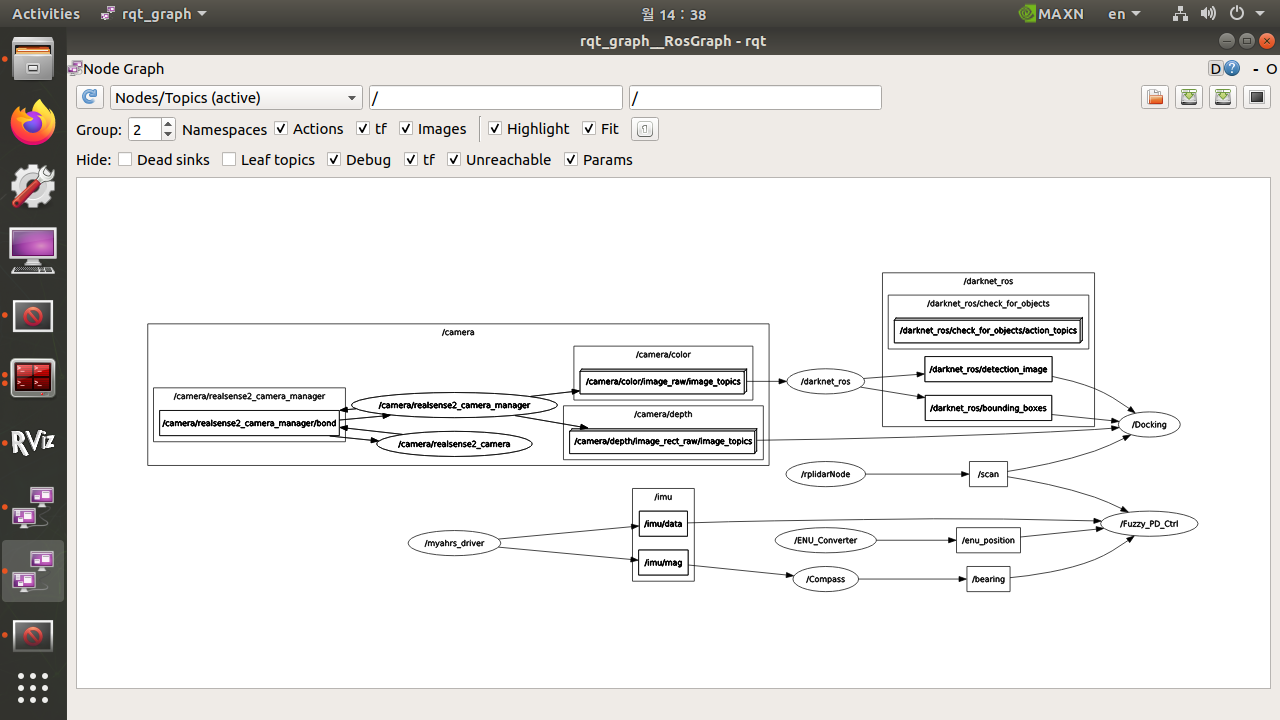 Activities
rqt_graph
월 14 : 38
MAXN
en
rqt_graph__RosGraph - rqt
Node Graph
D
?
- O
Nodes/Topics (active)
/
/
Group:
2
Namespaces
Actions
tf
Images
Highlight
Fit
Hide:
Dead sinks
Leaf topics
Debug
tf
Unreachable
Params
RViz
/camera
/camera/realsense2_camera_manager
/camera/realsense2_camera_manager/bond
/camera/realsense2_camera_manager
/camera/realsense2_camera
/camera/color
/camera/color/image_raw/image_topics
/camera/depth
/camera/depth/image_rect_raw/image_topics
/darknet_ros
/darknet_ros
/darknet_ros/check_for_objects
/darknet_ros/check_for_objects/action_topics
/darknet_ros/detection_image
/darknet_ros/bounding_boxes
/Docking
/rplidarNode
/scan
/imu
/imu/data
/imu/mag
/myahrs_driver
/ENU_Converter
/enu_position
/Fuzzy_PD_Ctrl
/Compass
/bearing